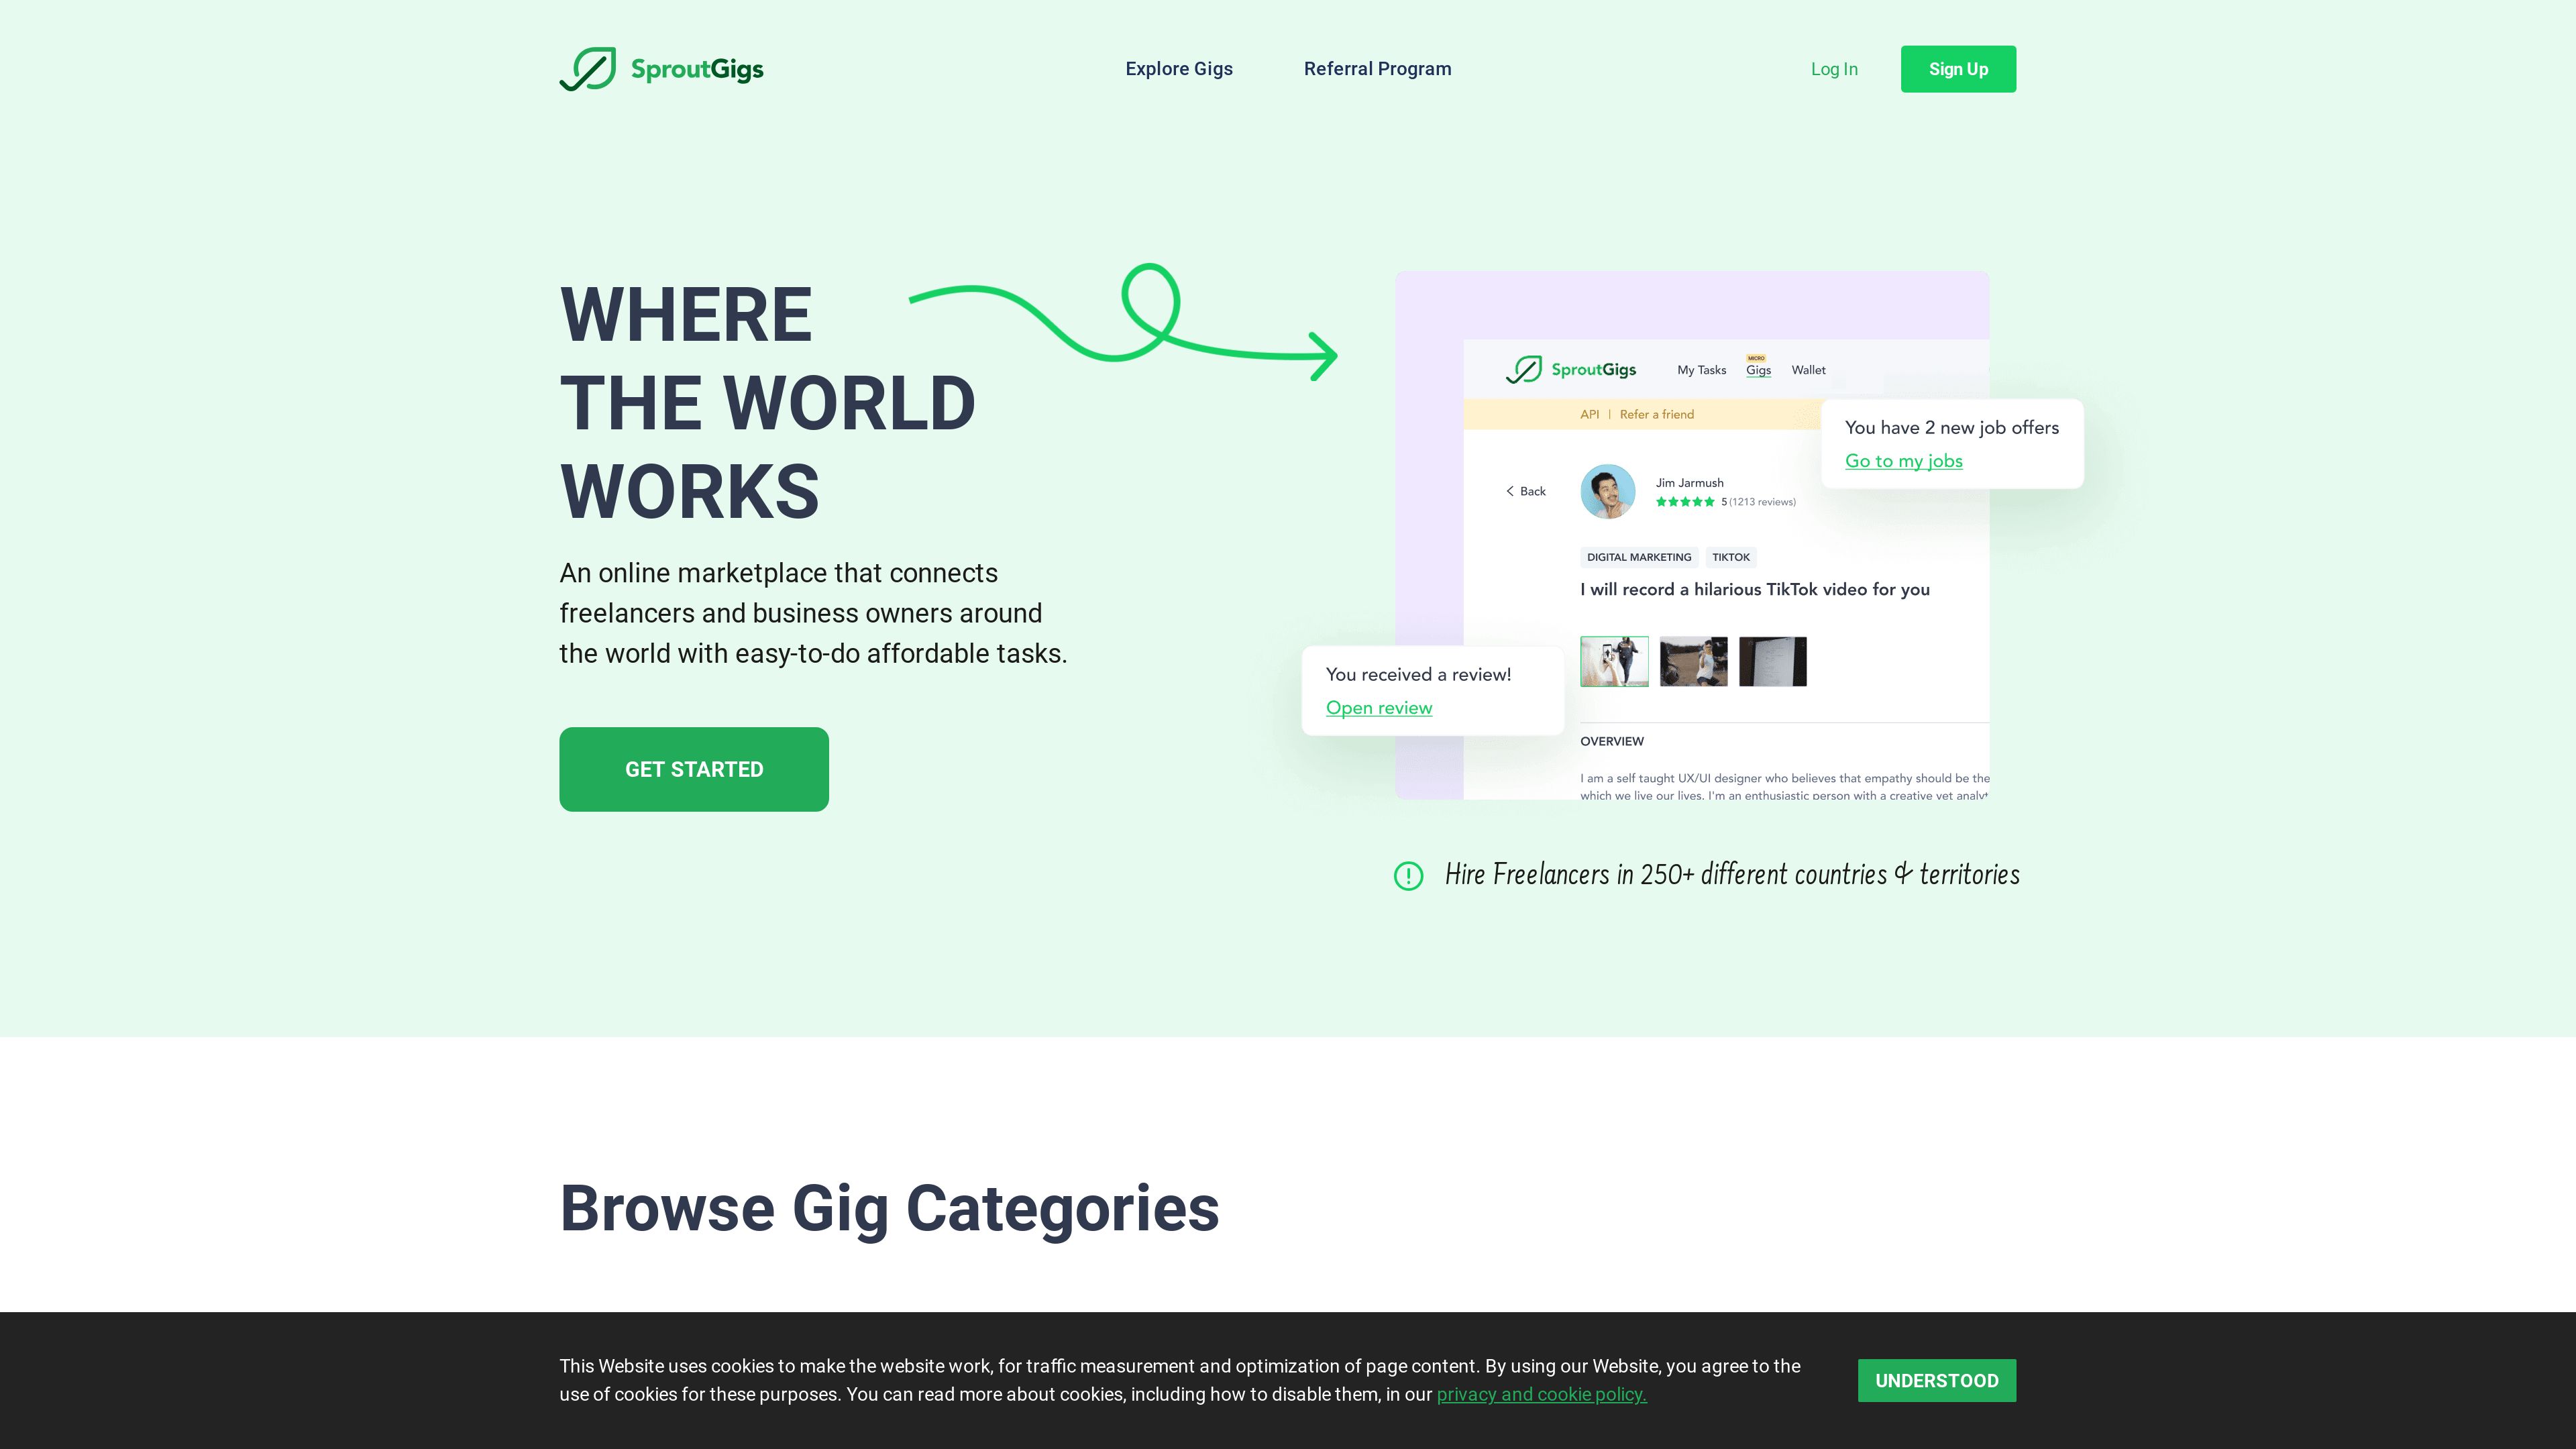 SproutGigs
Explore Gigs
Referral Program
Log In
Sign Up
WHERE
THE WORLD
WORKS
An online marketplace that connects
freelancers and business owners around
the world with easy-to-do affordable tasks.
GET STARTED
SproutGigs
My Tasks
MICRO
Gigs
Wallet
API | Refer a friend
You have 2 new job offers
Go to my jobs
Back
Jim Jarmush
5 (1213 reviews)
DIGITAL MARKETING
TIKTOK
I will record a hilarious TikTok video for you
You received a review!
Open review
OVERVIEW
I am a self taught UX/UI designer who believes that empathy should be the
which we live our lives. I'm an enthusiastic person with a creative yet analyt
Hire Freelancers in 250+ different countries & territories
Browse Gig Categories
This Website uses cookies to make the website work, for traffic measurement and optimization of page content. By using our Website, you agree to the
use of cookies for these purposes. You can read more about cookies, including how to disable them, in our privacy and cookie policy.
UNDERSTOOD